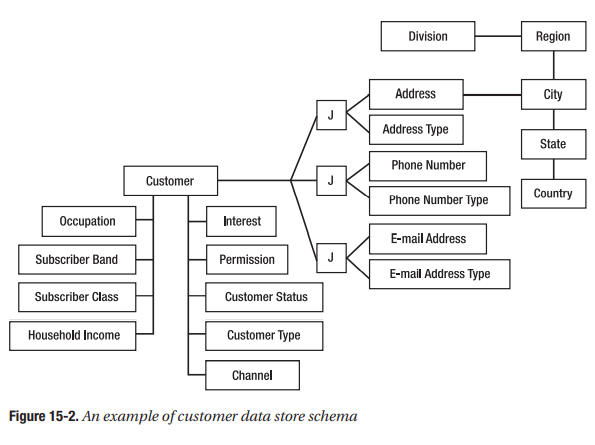 Division
Region
Address
City
J
Address Type
State
Phone Number
Customer
J
Country
Phone Number Type
Occupation
Interest
E-mail Address
Subscriber Band
Permission
J
E-mail Address Type
Subscriber Class
Customer Status
Household Income
Customer Type
Channel
Figure 15-2. An example of customer data store schema